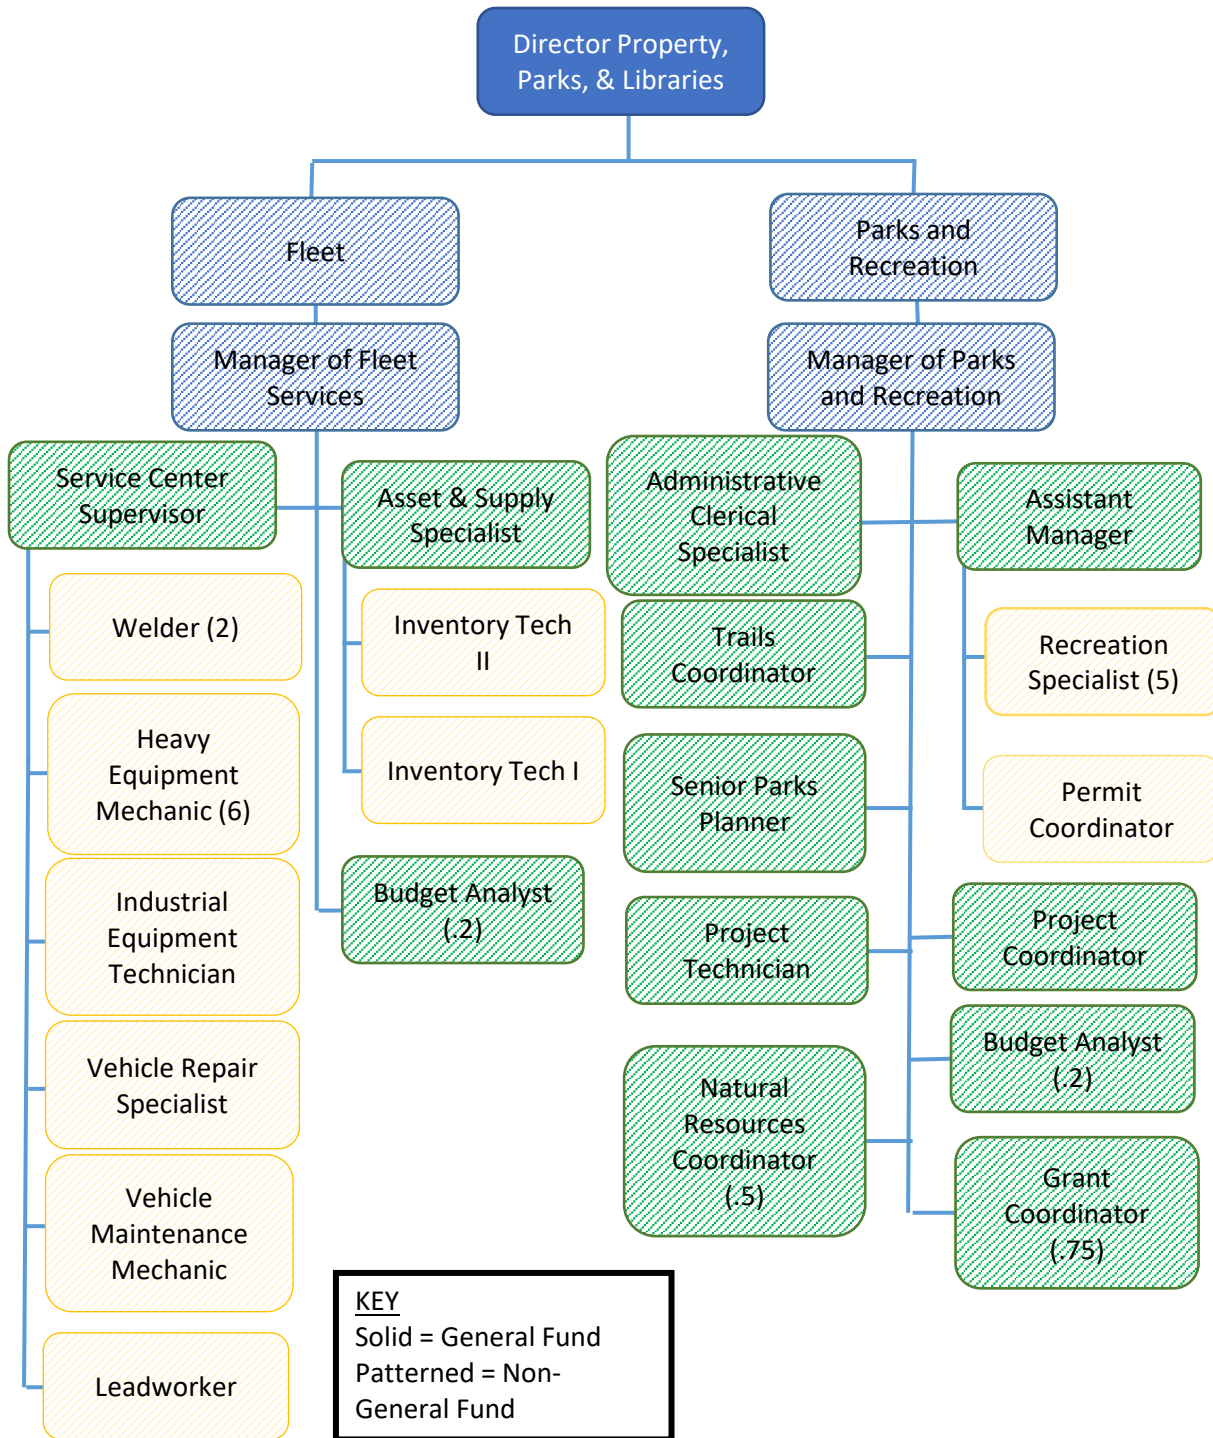 Director Property,
Parks, & Libraries
Fleet
Parks and
Recreation
Manager of Fleet
Services
Manager of Parks
and Recreation
Service Center
Supervisor
Asset & Supply
Specialist
Administrative
Clerical
Specialist
Assistant
Manager
Welder (2)
Inventory Tech
II
Trails
Coordinator
Recreation
Specialist (5)
Heavy
Equipment
Mechanic (6)
Inventory Tech I
Senior Parks
Planner
Permit
Coordinator
Industrial
Equipment
Technician
Budget Analyst
(.2)
Project
Technician
Project
Coordinator
Vehicle Repair
Specialist
Natural
Resources
Coordinator
(.5)
Budget Analyst
(.2)
Vehicle
Maintenance
Mechanic
Grant
Coordinator
(.75)
Leadworker
KEY
Solid = General Fund
Patterned = Non-
General Fund